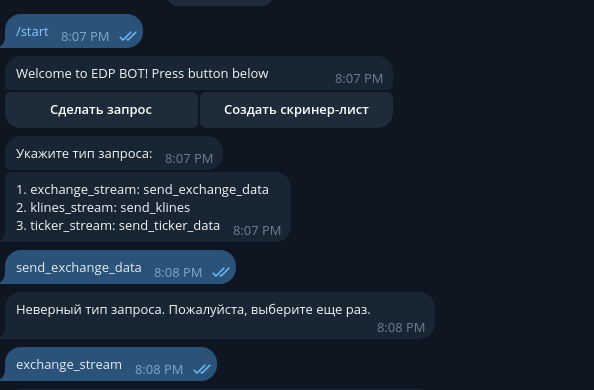 /start 8:07 PM
Welcome to EDP BOT! Press button below 8:07 PM
Сделать запрос Создать скринер-лист
Укажите тип запроса: 8:07 PM
1. exchange_stream: send_exchange_data
2. klines_stream: send_klines
3. ticker_stream: send_ticker_data 8:07 PM
send_exchange_data 8:08 PM
Неверный тип запроса. Пожалуйста, выберите еще раз.
8:08 PM
exchange_stream 8:08 PM